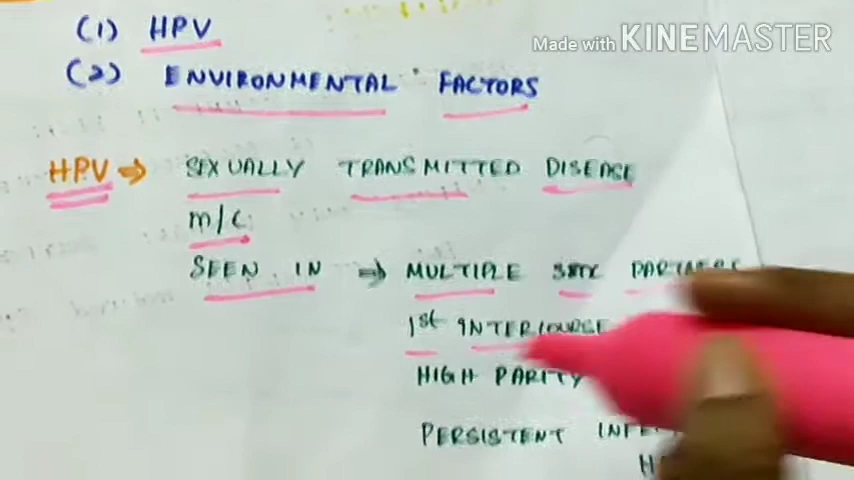 Made with KINEMASTER
(1) HPV
(2) ENVIRONMENTAL FACTORS
HPV ⇒ SEXUALLY TRANSMITTED DISEASE
M/C
SEEN IN ⇒ MULTIPLE SEX PARTNERS
1st INTERCOURSE
HIGH PARITY
PERSISTENT